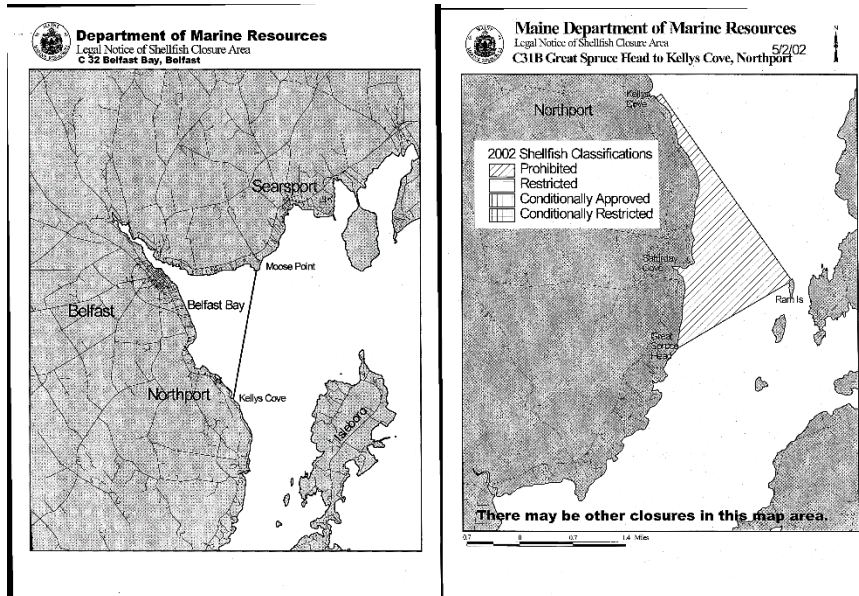 Department of Marine Resources
Legal Notice of Shellfish Closure Area
C 32 Belfast Bay, Belfast
Searsport
Moose Point
Belfast Bay
Belfast
Northport
Kellys Cove
Isleboro
Maine Department of Marine Resources
Legal Notice of Shellfish Closure Area
5/2/02
C31B Great Spruce Head to Kellys Cove, Northport
N
Kellys
Cove
Northport
2002 Shellfish Classifications
Prohibited
Restricted
Conditionally Approved
Conditionally Restricted
Saturday
Cove
Ram Is
Great
Spruce
Head
There may be other closures in this map area.
0.7 0 0.7 1.4 Miles